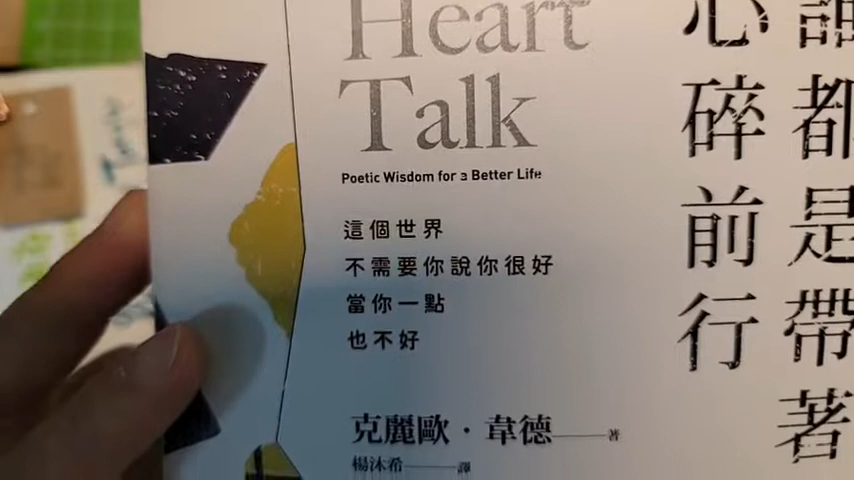 誰都是帶著
心碎前行
Heart
Talk
Poetic Wisdom for a Better Life
這個世界
不需要你說你很好
當你一點
也不好
克麗歐·韋德——著
楊沐希——譯